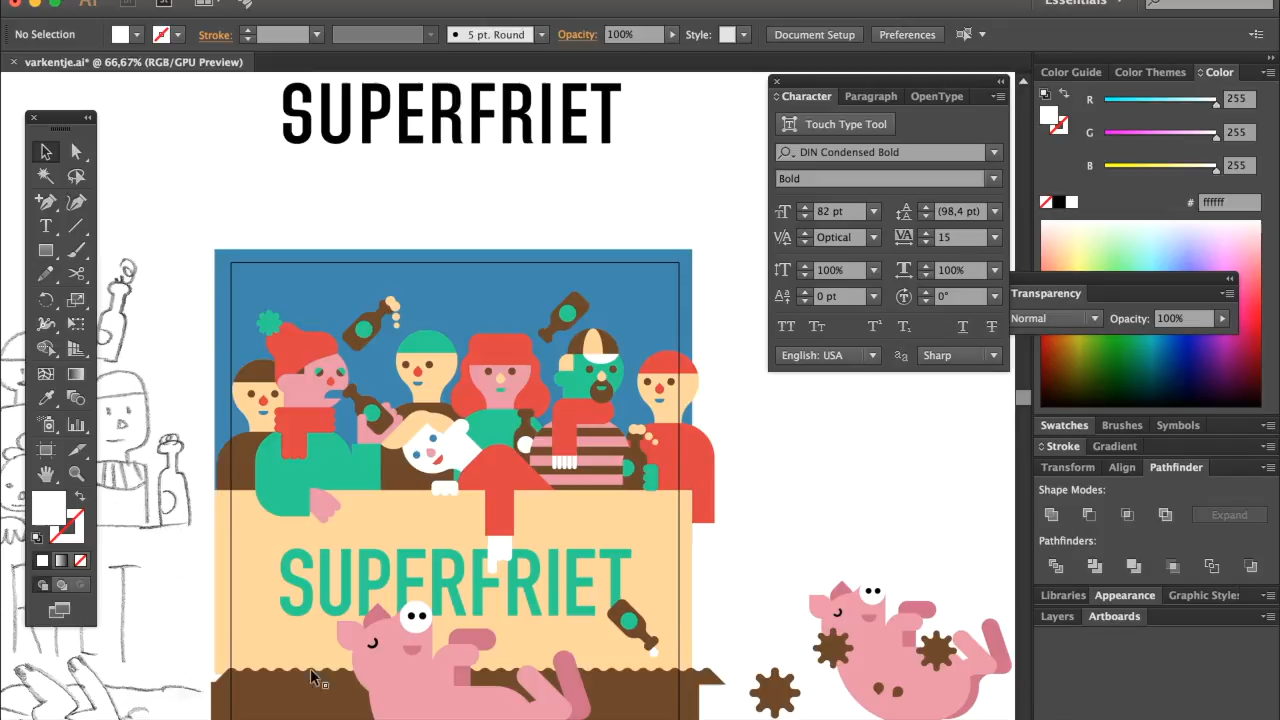 Essentials
No Selection
Stroke:
5 pt. Round
Opacity:
100%
Style:
Document Setup
Preferences
× varkentje.ai* @ 66,67% (RGB/GPU Preview)
SUPERFRIET
SUPERFRIET
Character
Paragraph
OpenType
Touch Type Tool
DIN Condensed Bold
Bold
82 pt
(98,4 pt)
Optical
15
100%
100%
0 pt
0°
English: USA
Sharp
Color Guide
Color Themes
Color
R
255
G
255
B
255
#
ffffff
Transparency
Normal
Opacity:
100%
Swatches
Brushes
Symbols
Stroke
Gradient
Transform
Align
Pathfinder
Shape Modes:
Expand
Pathfinders:
Libraries
Appearance
Graphic Style:
Layers
Artboards